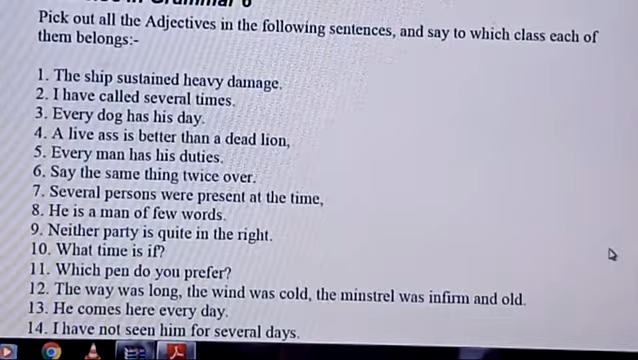 Grammar 6
Pick out all the Adjectives in the following sentences, and say to which class each of
them belongs:-
1. The ship sustained heavy damage.
2. I have called several times.
3. Every dog has his day.
4. A live ass is better than a dead lion,
5. Every man has his duties.
6. Say the same thing twice over.
7. Several persons were present at the time,
8. He is a man of few words.
9. Neither party is quite in the right.
10. What time is if?
11. Which pen do you prefer?
12. The way was long, the wind was cold, the minstrel was infirm and old.
13. He comes here every day.
14. I have not seen him for several days.